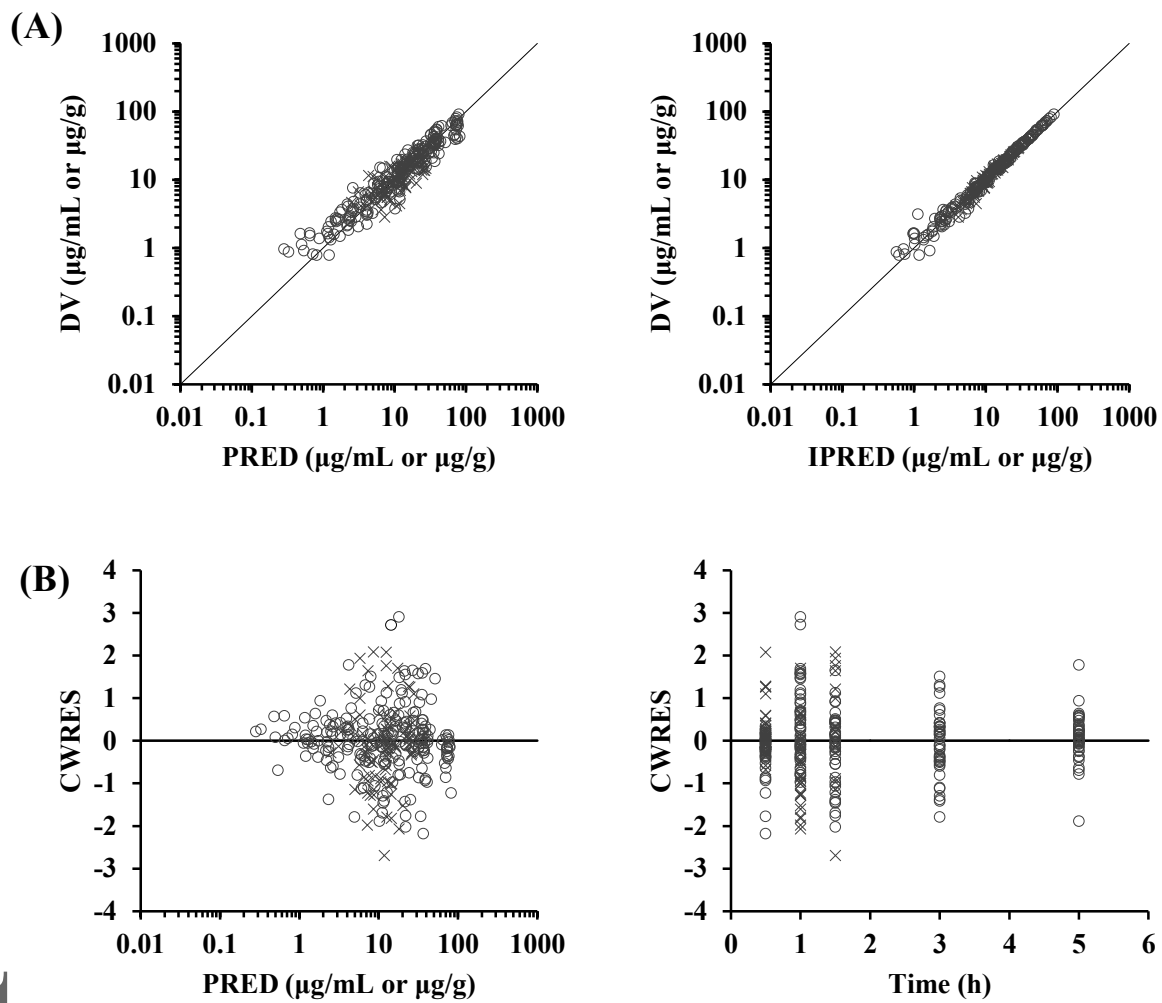 (A)
1000
100
10
1
0.1
0.01
DV (µg/mL or µg/g)
0.01 0.1 1 10 100 1000
PRED (µg/mL or µg/g)
1000
100
10
1
0.1
0.01
DV (µg/mL or µg/g)
0.01 0.1 1 10 100 1000
IPRED (µg/mL or µg/g)
(B)
4
3
2
1
0
-1
-2
-3
-4
CWRES
0.01 0.1 1 10 100 1000
PRED (µg/mL or µg/g)
4
3
2
1
0
-1
-2
-3
-4
CWRES
0 1 2 3 4 5 6
Time (h)